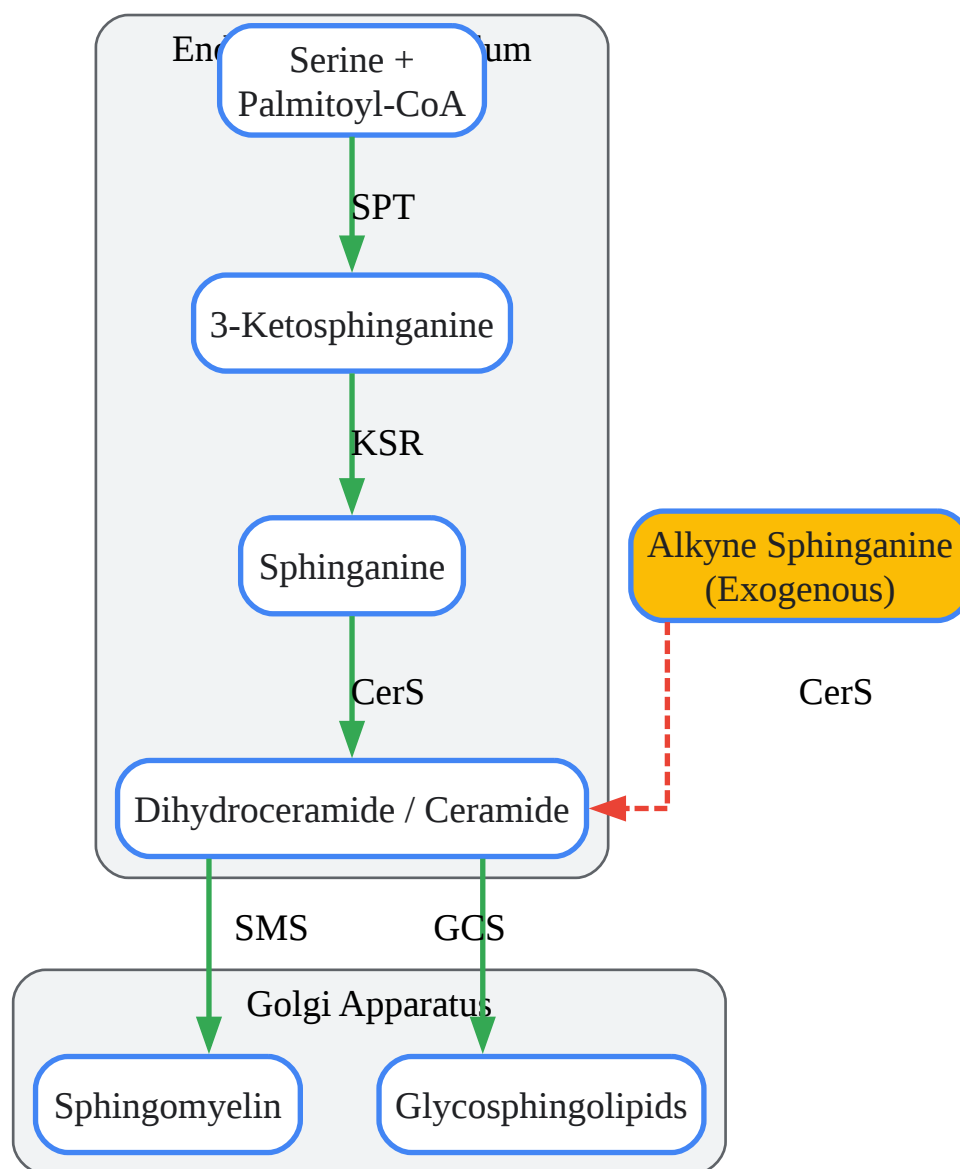 Serine +
Palmitoyl-CoA
SPT
3-Ketosphinganine
KSR
Sphinganine
Alkyne Sphinganine
(Exogenous)
CerS
CerS
Dihydroceramide / Ceramide
SMS
GCS
Golgi Apparatus
Sphingomyelin
Glycosphingolipids